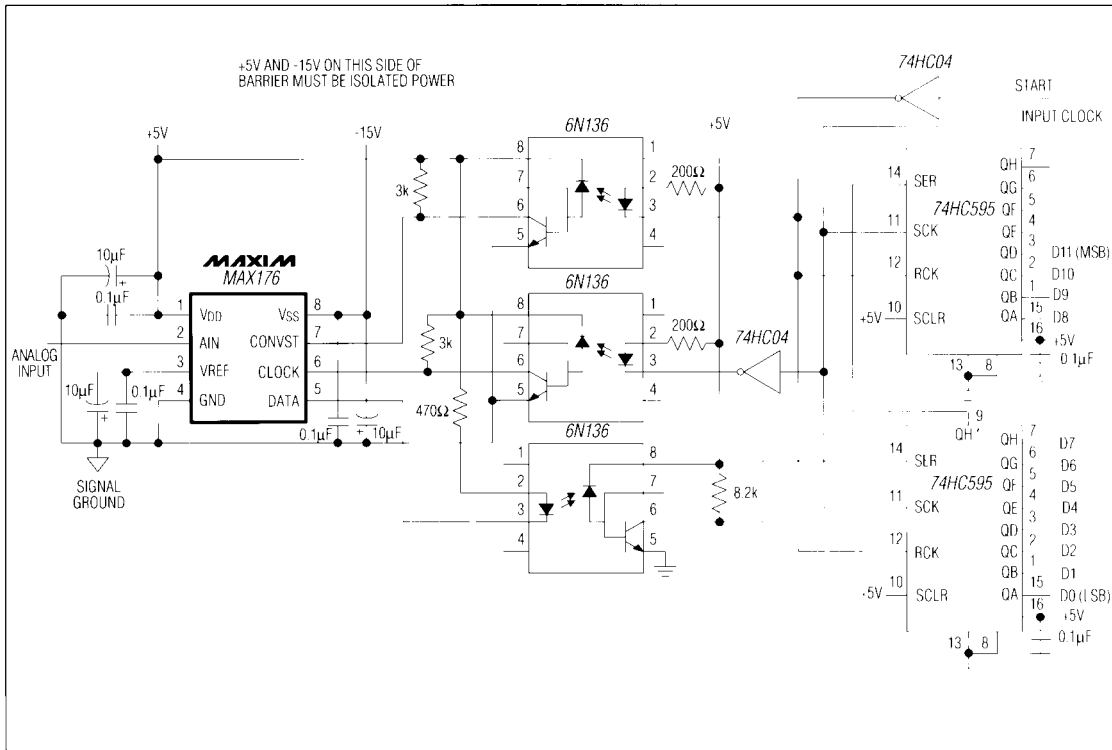 +5V AND -15V ON THIS SIDE OF
BARRIER MUST BE ISOLATED POWER
74HC04
START
INPUT CLOCK
+5V
-15V
6N136
+5V
8
7
6
5
1
2
3
4
3k
200Ω
14
SER
11
SCK
12
RCK
10
+5V
SCLR
74HC595
QH
7
QG
6
QF
5
QF
4
QD
3
D11 (MSB)
QC
2
D10
QB
1
D9
QA
15
D8
16
+5V
0.1µF
13
8
10µF
+
0.1µF
MAXIM
MAX176
1
VDD
2
AIN
3
VREF
4
GND
VSS
8
CONVST
7
CLOCK
6
DATA
5
ANALOG
INPUT
10µF
+
0.1µF
SIGNAL
GROUND
0.1µF
+
10µF
6N136
8
7
6
5
1
2
3
4
3k
470Ω
200Ω
74HC04
6N136
1
2
3
4
8
7
6
5
8.2k
9
QH'
14
SER
11
SCK
12
RCK
10
+5V
SCLR
74HC595
QH
7
D7
QG
6
D6
QF
5
D5
QE
4
D4
QD
3
D3
QC
2
D2
QB
1
D1
QA
15
D0 (LSB)
16
+5V
0.1µF
13
8